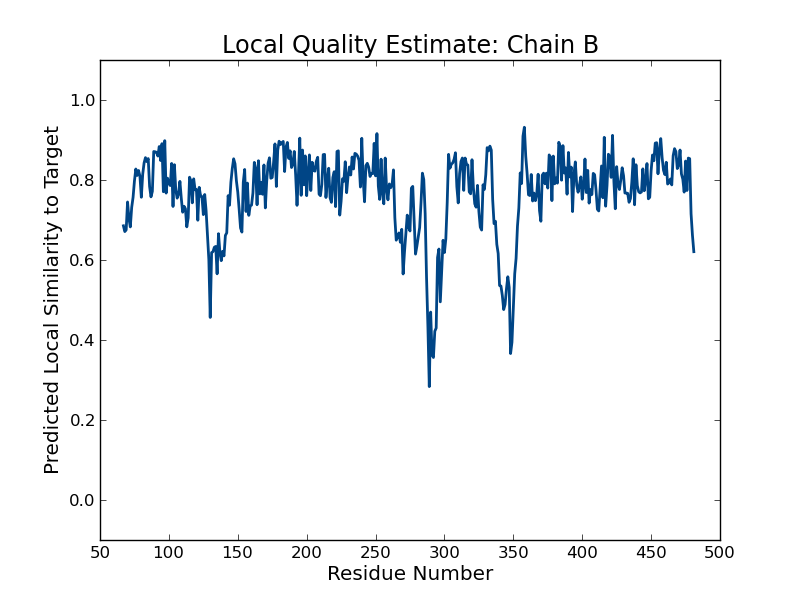 Local Quality Estimate: Chain B
Predicted Local Similarity to Target
1.0
0.8
0.6
0.4
0.2
0.0
50 100 150 200 250 300 350 400 450 500
Residue Number